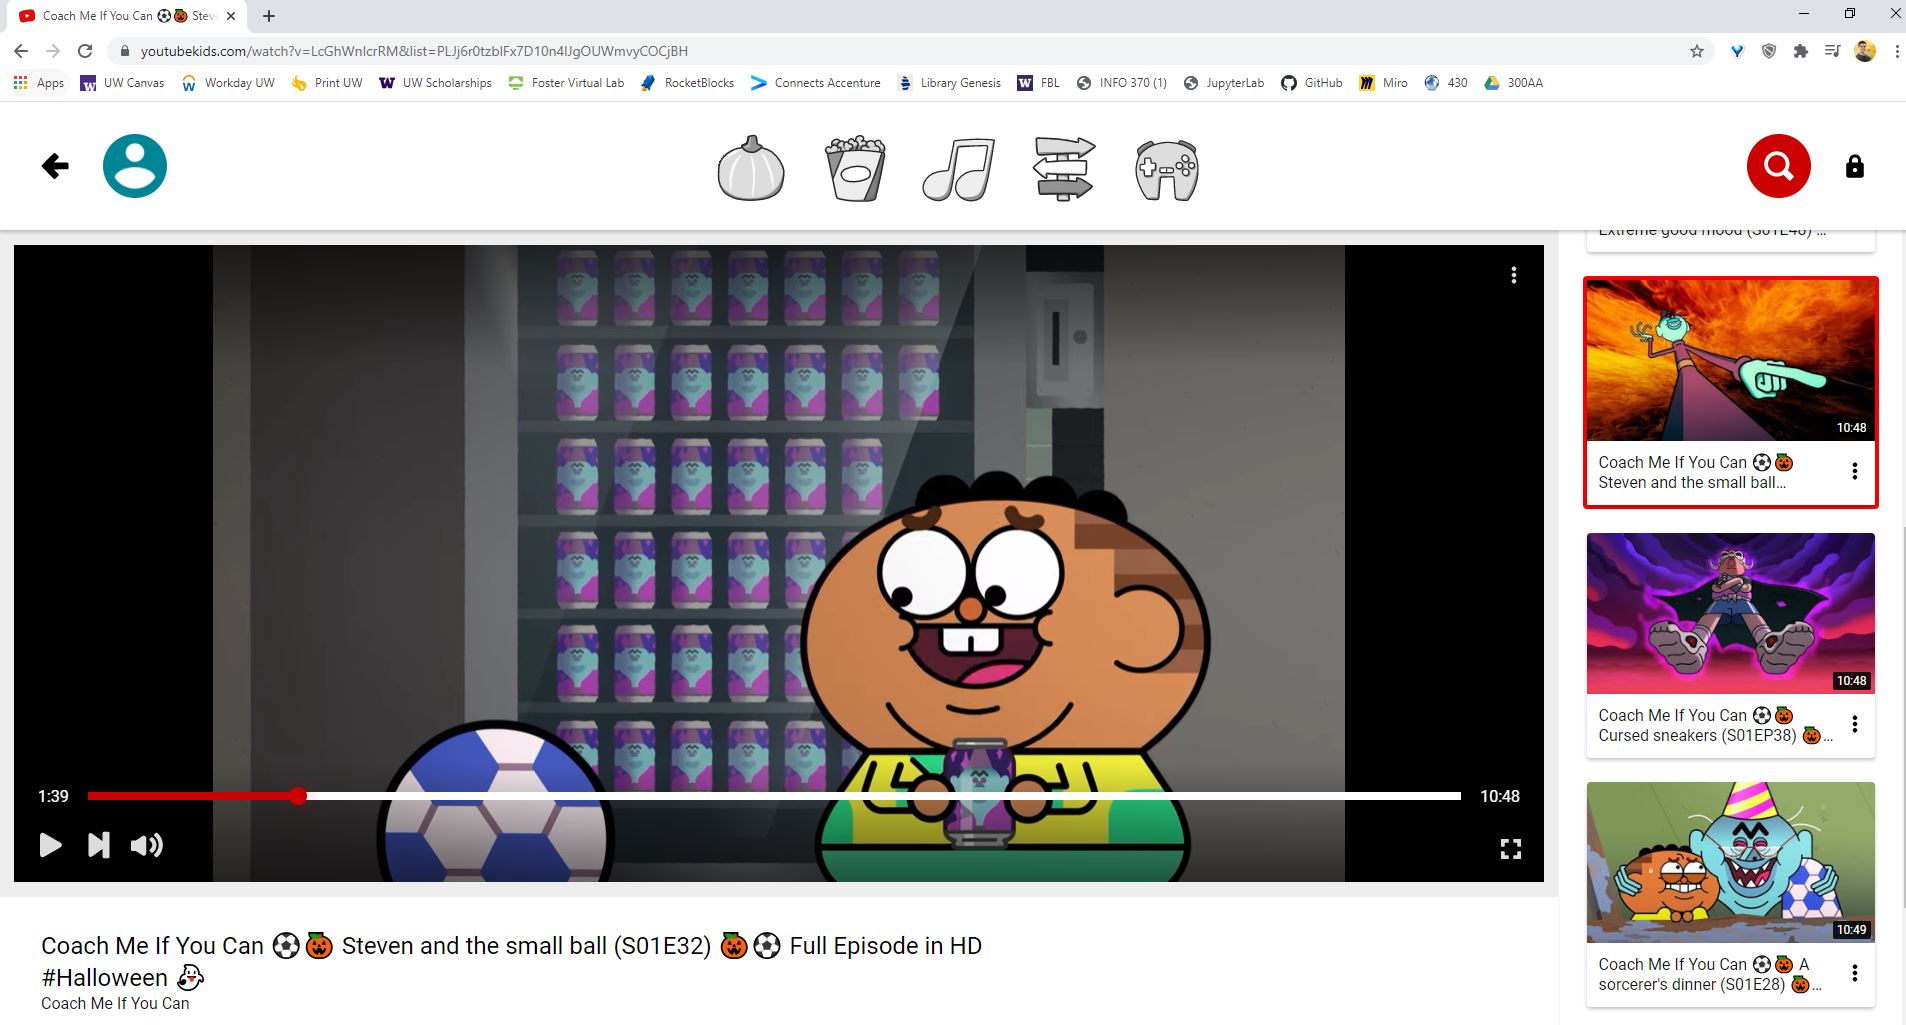 Coach Me If You Can ⚽🎃 Steve
youtubekids.com/watch?v=LcGhWnIcrRM&list=PLJj6r0tzbIFx7D10n4IJgOUWmvyCOCjBH
Apps UW Canvas Workday UW Print UW UW Scholarships Foster Virtual Lab RocketBlocks Connects Accenture Library Genesis FBL INFO 370 (1) JupyterLab GitHub Miro 430 300AA
Extreme good mood (S01E48) ...
10:48
Coach Me If You Can ⚽🎃
Steven and the small ball...
10:48
Coach Me If You Can ⚽🎃
Cursed sneakers (S01EP38) 🎃...
10:49
Coach Me If You Can ⚽🎃 A
sorcerer's dinner (S01E28) 🎃...
1:39 10:48
Coach Me If You Can ⚽🎃 Steven and the small ball (S01E32) 🎃⚽ Full Episode in HD
#Halloween 👻
Coach Me If You Can